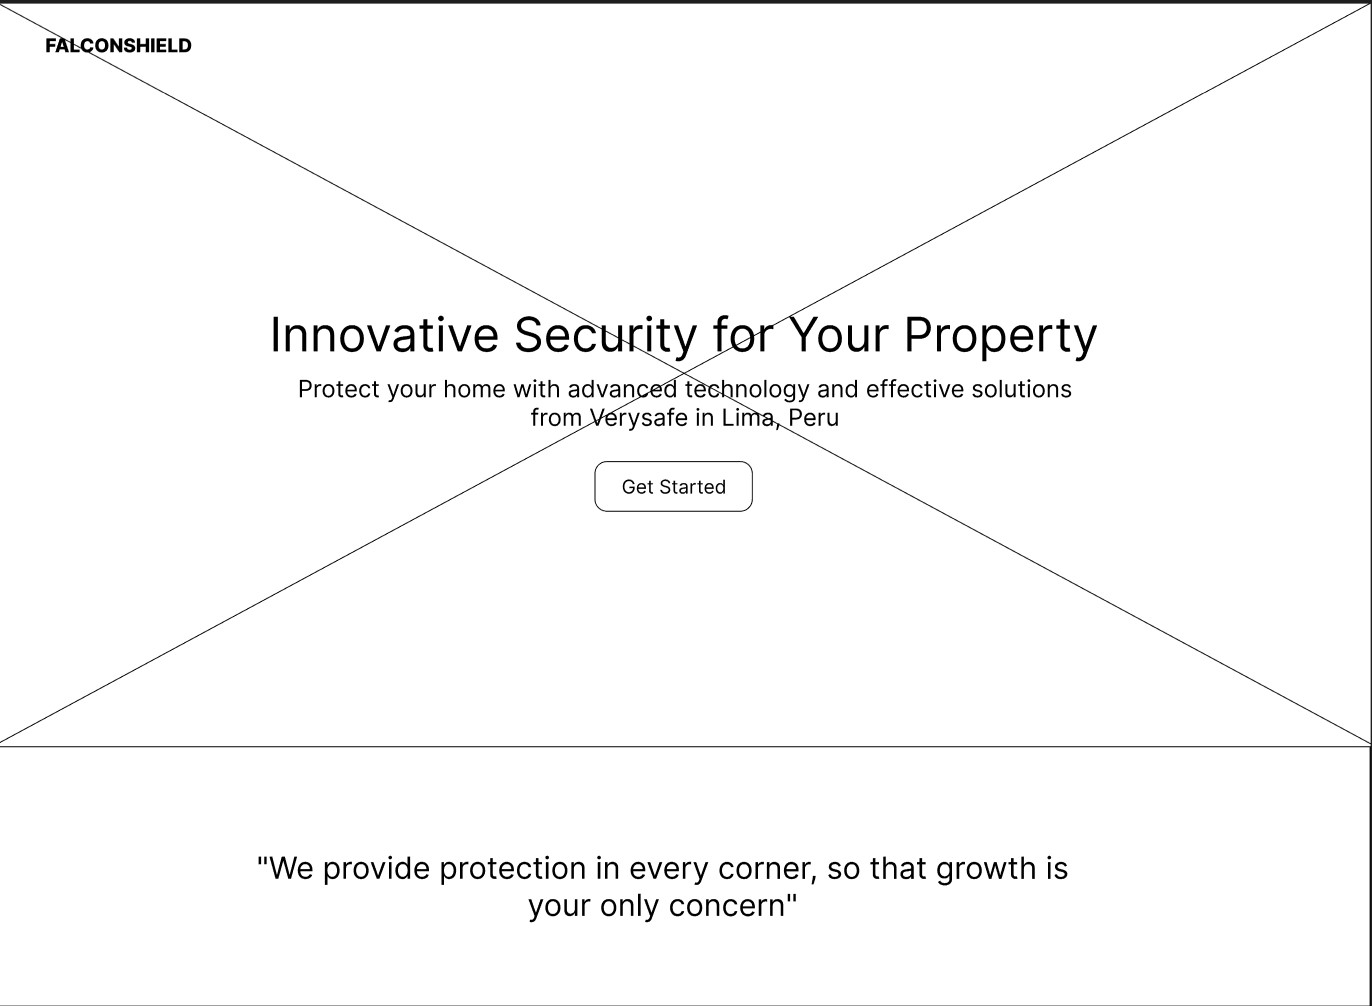 FALCONSHIELD
Innovative Security for Your Property
Protect your home with advanced technology and effective solutions
from Verysafe in Lima, Peru
Get Started
"We provide protection in every corner, so that growth is
your only concern"